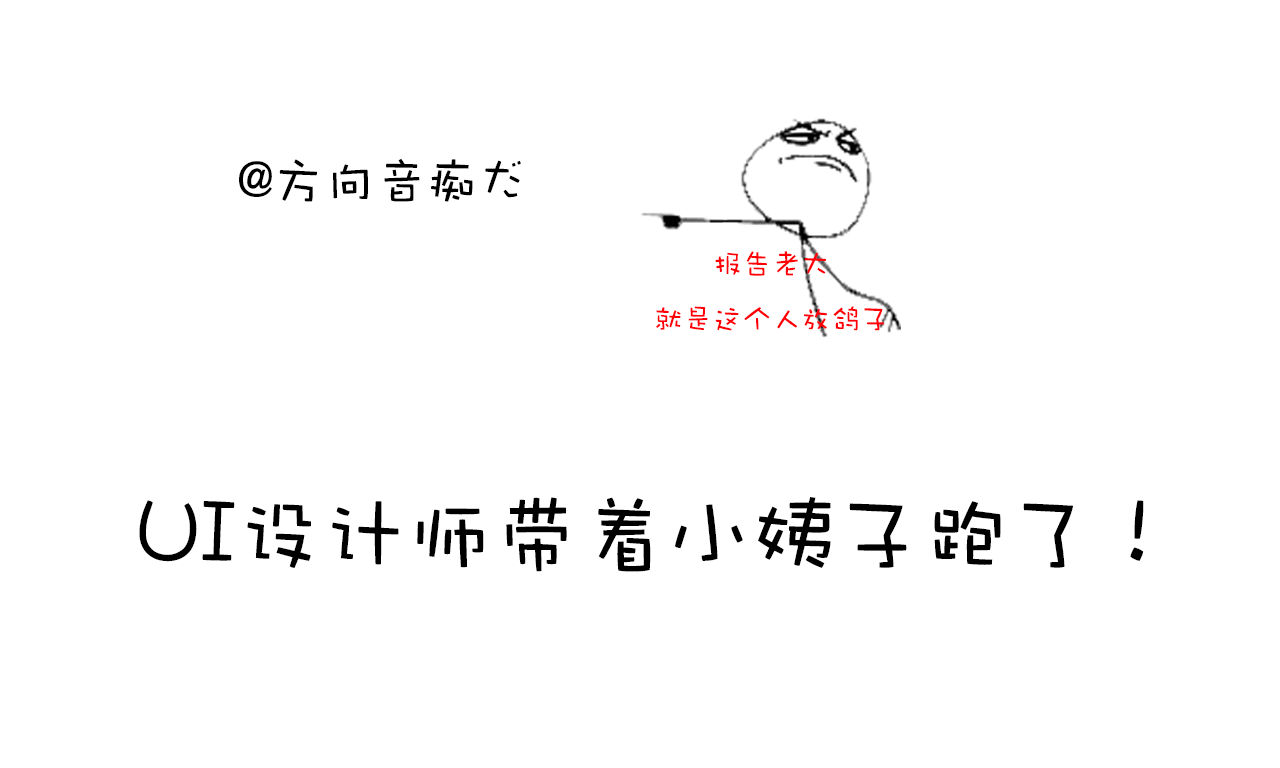 @方向音痴だ
报告老大
就是这个人放鸽子
UI设计师带着小姨子跑了！